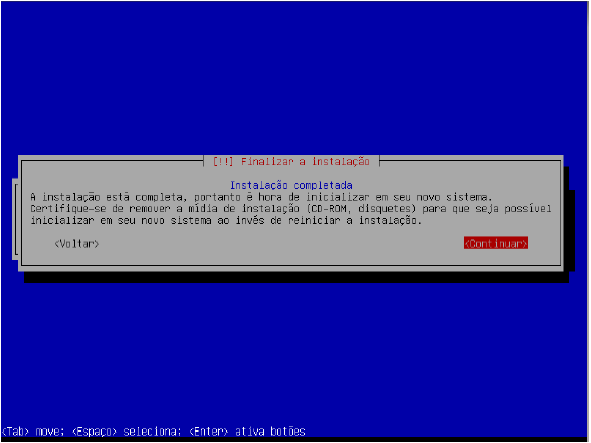 [!!] Finalizar a instalação
Instalação completada
A instalação está completa, portanto é hora de inicializar em seu novo sistema.
Certifique-se de remover a mídia de instalação (CD-ROM, disquetes) para que seja possível
inicializar em seu novo sistema ao invés de reiniciar a instalação.
<Voltar> <Continuar>
<Tab> move; <Espaço> seleciona; <Enter> ativa botões